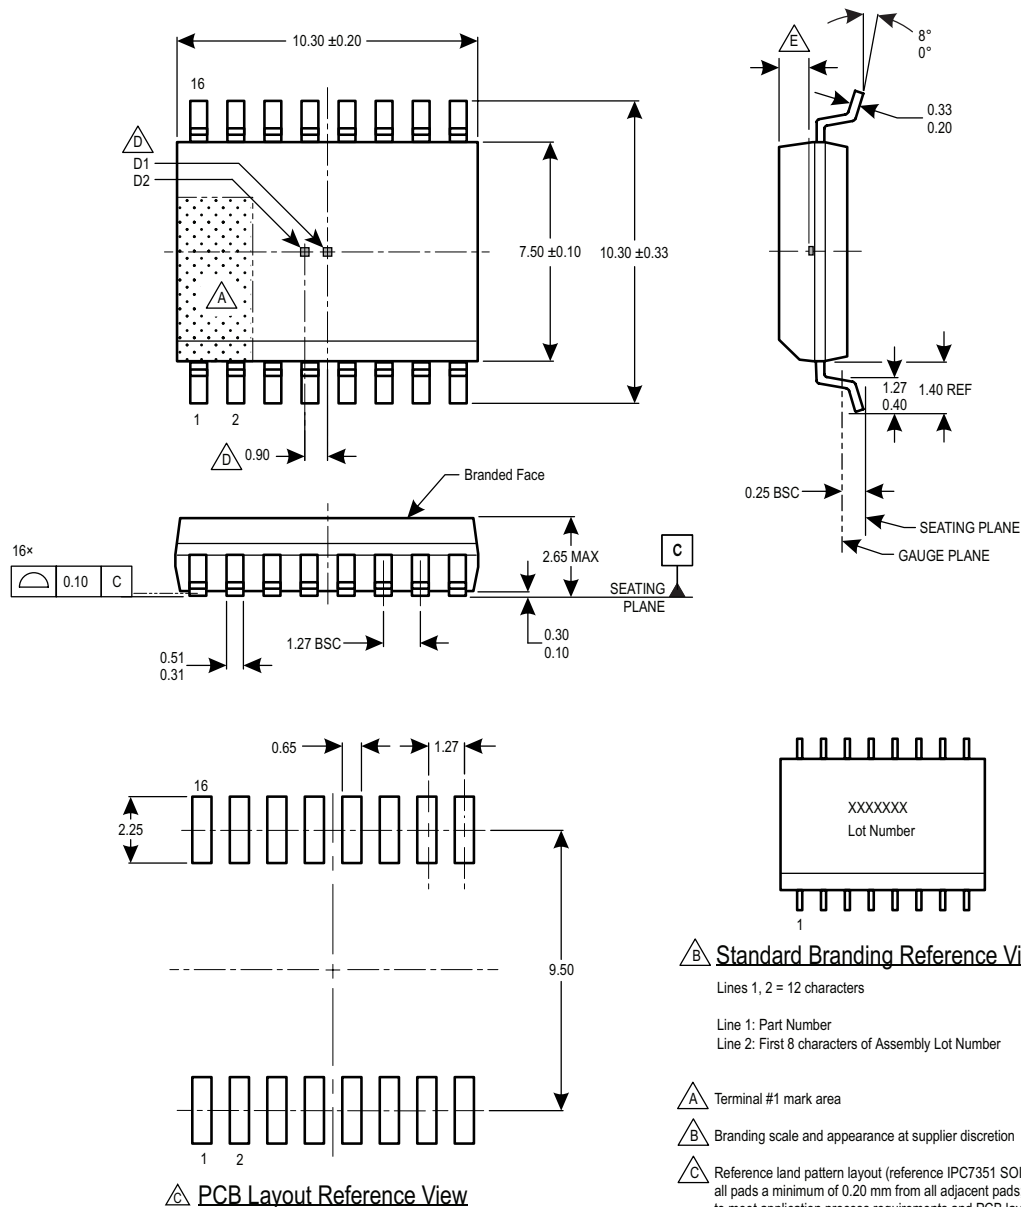 10.30 ±0.20
E
8°
0°
16
0.33
0.20
D
D1
D2
7.50 ±0.10
10.30 ±0.33
A
1.27
0.40
1.40 REF
1 2
D 0.90
Branded Face
0.25 BSC
SEATING PLANE
GAUGE PLANE
16×
0.10 C
2.65 MAX
C
SEATING
PLANE
1.27 BSC
0.30
0.10
0.51
0.31
0.65
1.27
16
2.25
9.50
1 2
C PCB Layout Reference View
XXXXXXX
Lot Number
1
B Standard Branding Reference Vi
Lines 1, 2 = 12 characters
Line 1: Part Number
Line 2: First 8 characters of Assembly Lot Number
A Terminal #1 mark area
B Branding scale and appearance at supplier discretion
C Reference land pattern layout (reference IPC7351 SOI
all pads a minimum of 0.20 mm from all adjacent pads